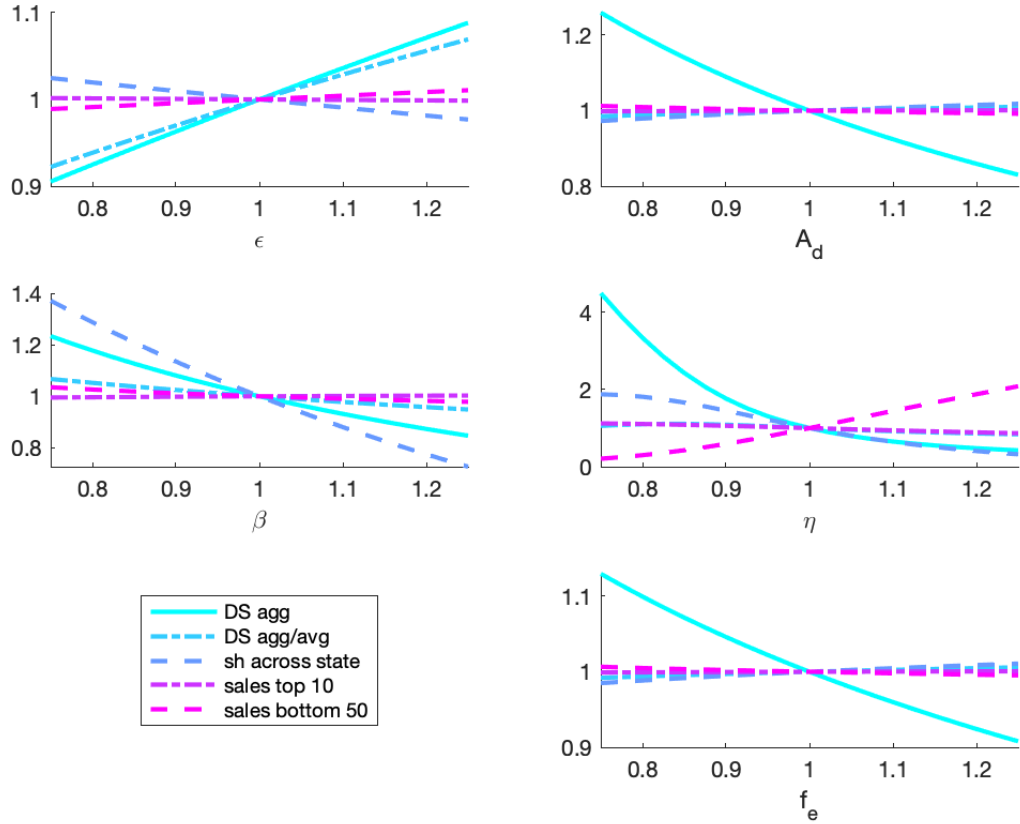 1.1
1
0.9
0.8 0.9 1 1.1 1.2
ϵ
1.2
1
0.8
0.8 0.9 1 1.1 1.2
A_d
1.4
1.2
1
0.8
0.8 0.9 1 1.1 1.2
β
4
2
0
0.8 0.9 1 1.1 1.2
η
DS agg
DS agg/avg
sh across state
sales top 10
sales bottom 50
1.1
1
0.9
0.8 0.9 1 1.1 1.2
f_e